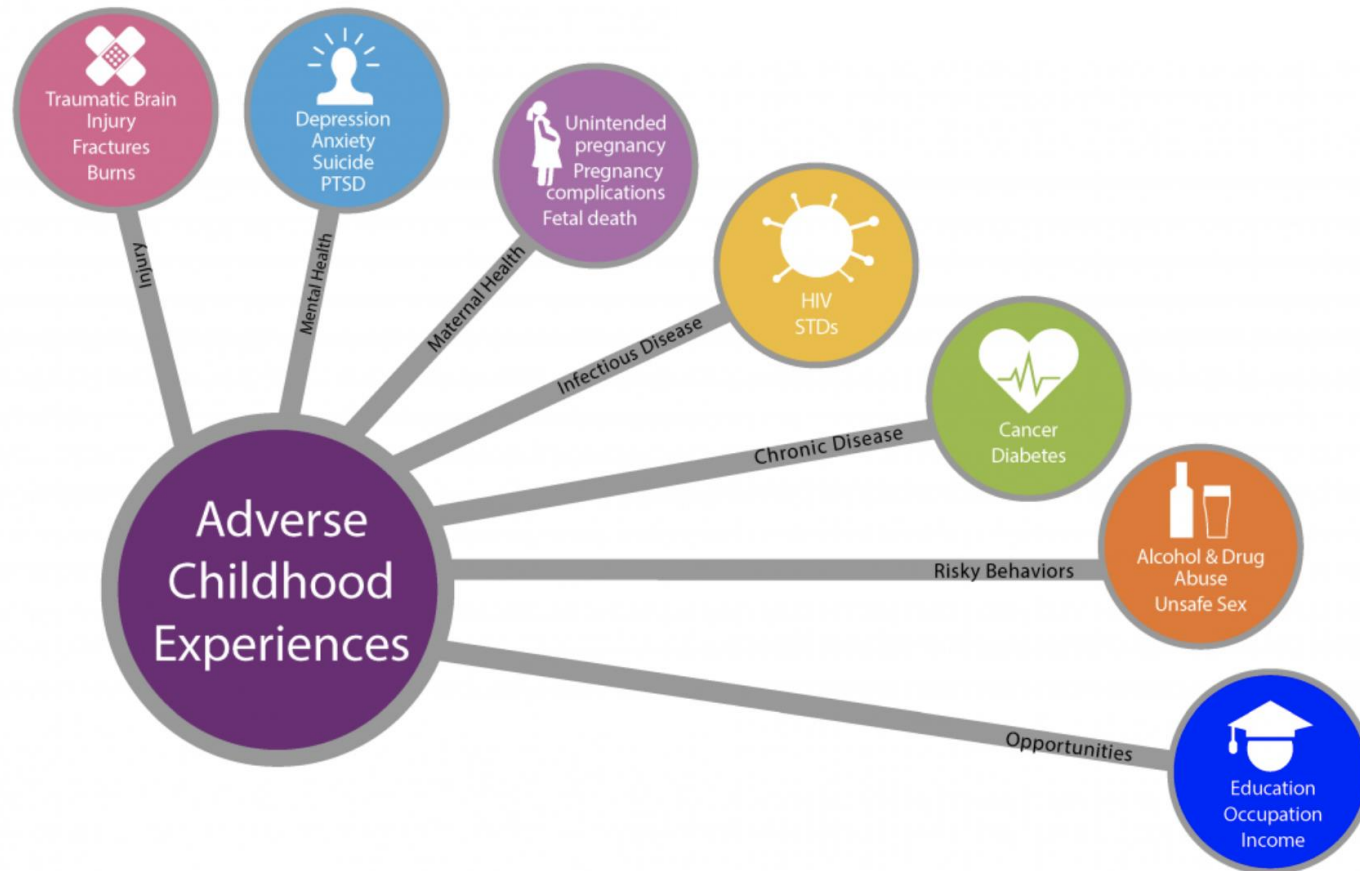 Traumatic Brain
Injury
Fractures
Burns
Depression
Anxiety
Suicide
PTSD
Unintended
pregnancy
Pregnancy
complications
Fetal death
HIV
STDs
Cancer
Diabetes
Alcohol & Drug
Abuse
Unsafe Sex
Education
Occupation
Income
Injury
Mental Health
Maternal Health
Infectious Disease
Chronic Disease
Risky Behaviors
Opportunities
Adverse
Childhood
Experiences